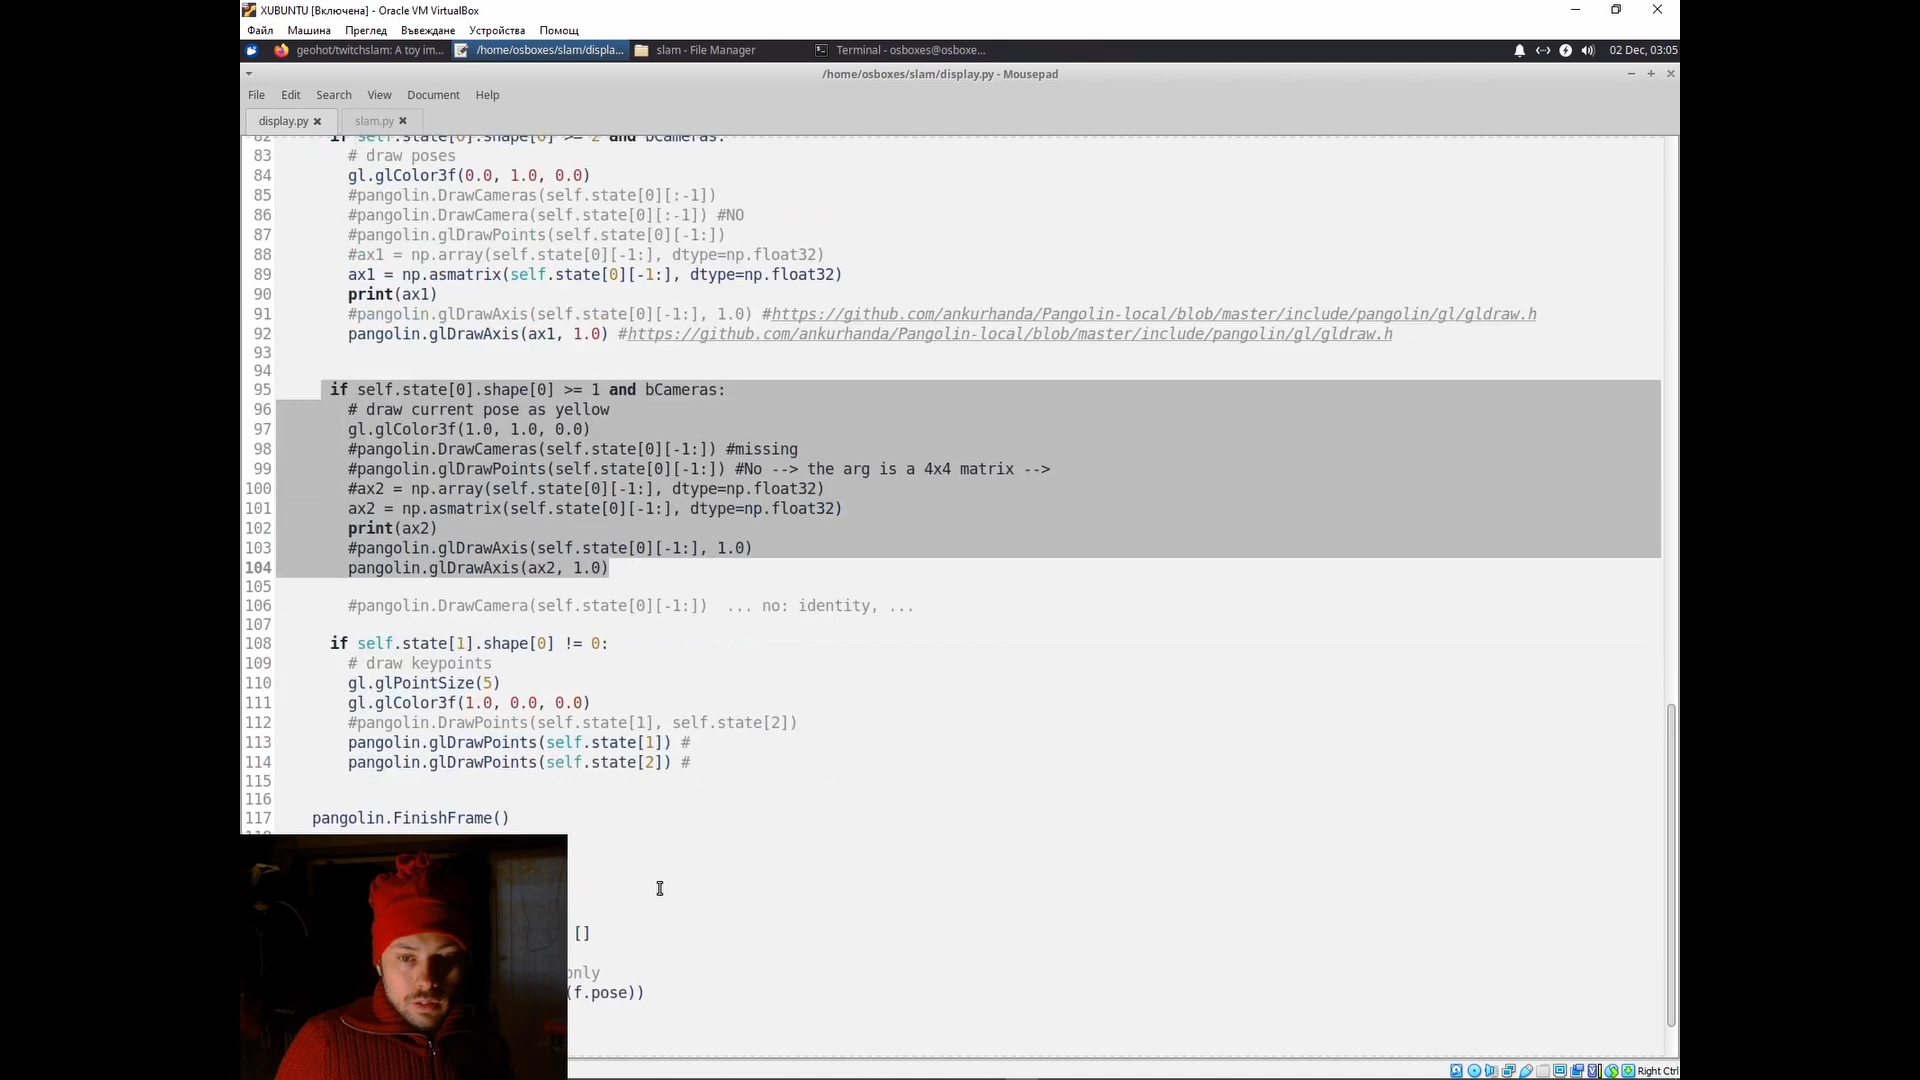 XUBUNTU [Включена] - Oracle VM VirtualBox
Файл Машина Преглед Въвеждане Устройства Помощ
geohot/twitchslam: A toy im... /home/osboxes/slam/displa... slam - File Manager Terminal - osboxes@osboxe... 02 Dec, 03:05
/home/osboxes/slam/display.py - Mousepad
File Edit Search View Document Help
display.py slam.py
82 if self.state[0].shape[0] >= 2 and bCameras:
83 # draw poses
84 gl.glColor3f(0.0, 1.0, 0.0)
85 #pangolin.DrawCameras(self.state[0][:-1])
86 #pangolin.DrawCamera(self.state[0][:-1]) #NO
87 #pangolin.glDrawPoints(self.state[0][-1:])
88 #ax1 = np.array(self.state[0][-1:], dtype=np.float32)
89 ax1 = np.asmatrix(self.state[0][-1:], dtype=np.float32)
90 print(ax1)
91 #pangolin.glDrawAxis(self.state[0][-1:], 1.0) #https://github.com/ankurhanda/Pangolin-local/blob/master/include/pangolin/gl/gldraw.h
92 pangolin.glDrawAxis(ax1, 1.0) #https://github.com/ankurhanda/Pangolin-local/blob/master/include/pangolin/gl/gldraw.h
93
94
95 if self.state[0].shape[0] >= 1 and bCameras:
96 # draw current pose as yellow
97 gl.glColor3f(1.0, 1.0, 0.0)
98 #pangolin.DrawCameras(self.state[0][-1:]) #missing
99 #pangolin.glDrawPoints(self.state[0][-1:]) #No --> the arg is a 4x4 matrix -->
100 #ax2 = np.array(self.state[0][-1:], dtype=np.float32)
101 ax2 = np.asmatrix(self.state[0][-1:], dtype=np.float32)
102 print(ax2)
103 #pangolin.glDrawAxis(self.state[0][-1:], 1.0)
104 pangolin.glDrawAxis(ax2, 1.0)
105
106 #pangolin.DrawCamera(self.state[0][-1:]) ... no: identity, ...
107
108 if self.state[1].shape[0] != 0:
109 # draw keypoints
110 gl.glPointSize(5)
111 gl.glColor3f(1.0, 0.0, 0.0)
112 #pangolin.DrawPoints(self.state[1], self.state[2])
113 pangolin.glDrawPoints(self.state[1]) #
114 pangolin.glDrawPoints(self.state[2]) #
115
116
117 pangolin.FinishFrame()
[]
only
(f.pose))
Right Ctrl